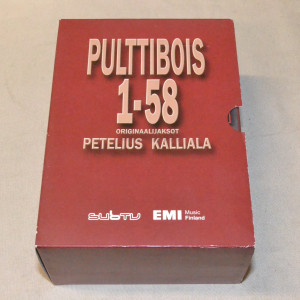 PULTTIBOIS
1-58
ORIGINAALIJAKSOT
PETELIUS KALLIALA
subtv EMI Music
Finland